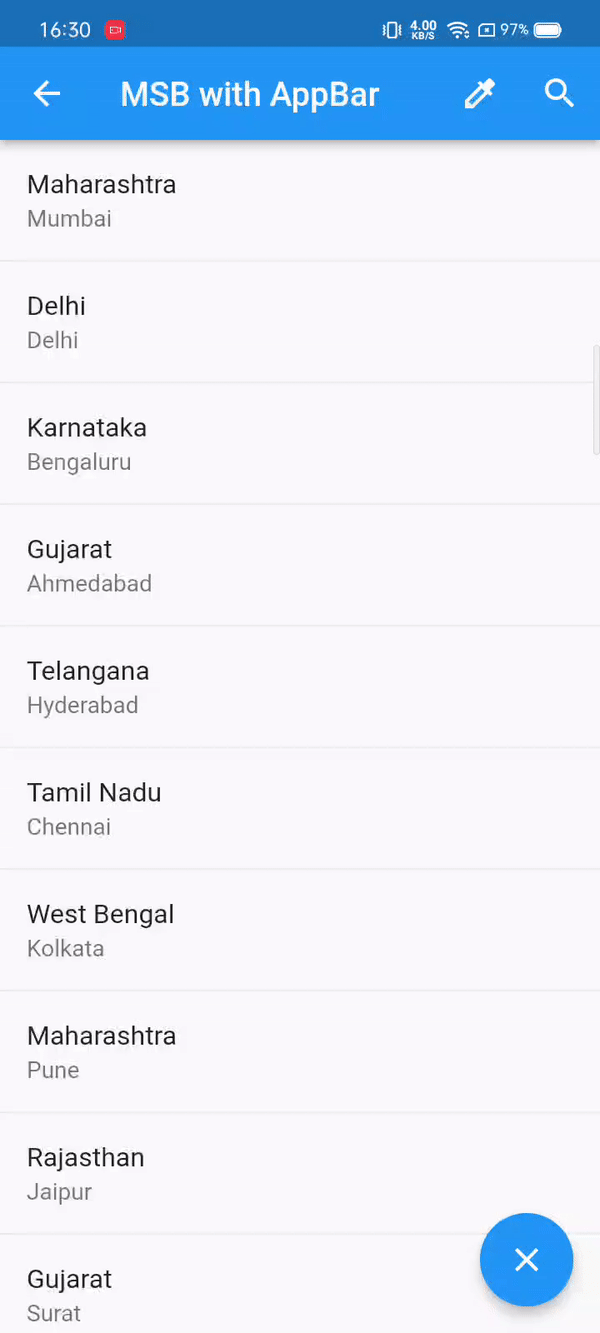 16:30
4.00 KB/S 97%
MSB with AppBar
Maharashtra
Mumbai
Delhi
Delhi
Karnataka
Bengaluru
Gujarat
Ahmedabad
Telangana
Hyderabad
Tamil Nadu
Chennai
West Bengal
Kolkata
Maharashtra
Pune
Rajasthan
Jaipur
Gujarat
Surat